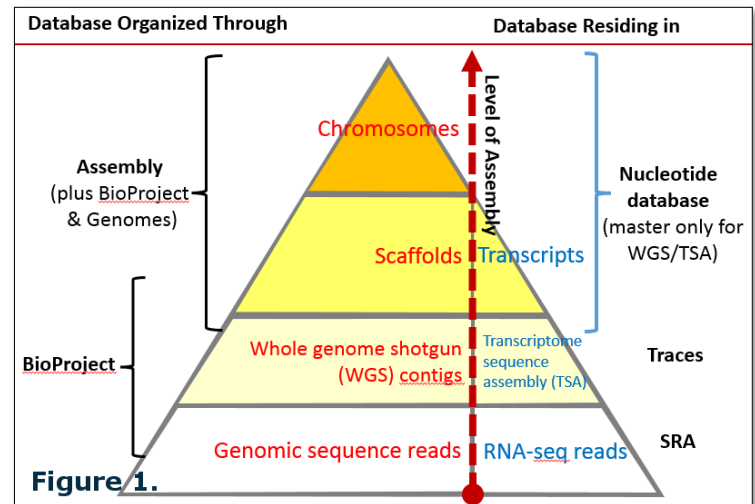 Database Organized Through
Database Residing in
Level of Assembly
Chromosomes
Assembly
(plus BioProject
& Genomes)
Nucleotide
database
(master only for
WGS/TSA)
Scaffolds
Transcripts
BioProject
Whole genome shotgun
(WGS) contigs
Transcriptome
sequence
assembly (TSA)
Traces
Genomic sequence reads
RNA-seq reads
SRA
Figure 1.